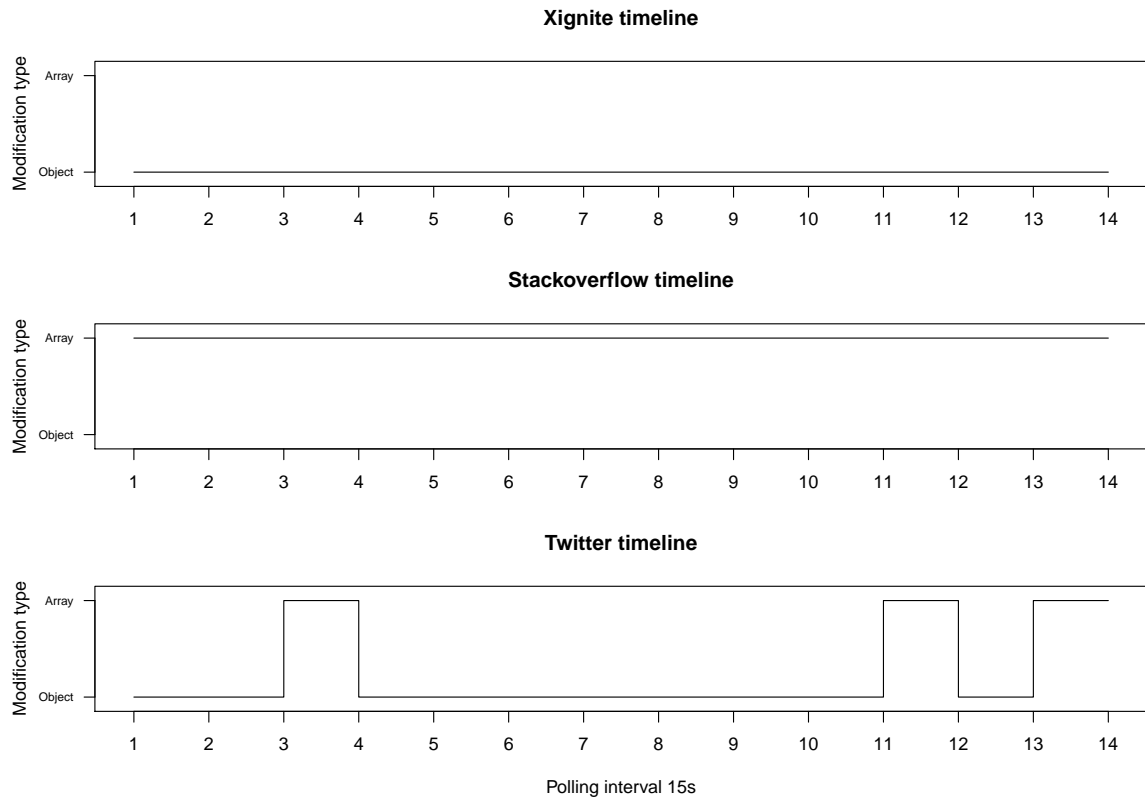 Xignite timeline
Modification type
Array
Object
1 2 3 4 5 6 7 8 9 10 11 12 13 14
Stackoverflow timeline
Modification type
Array
Object
1 2 3 4 5 6 7 8 9 10 11 12 13 14
Twitter timeline
Modification type
Array
Object
1 2 3 4 5 6 7 8 9 10 11 12 13 14
Polling interval 15s